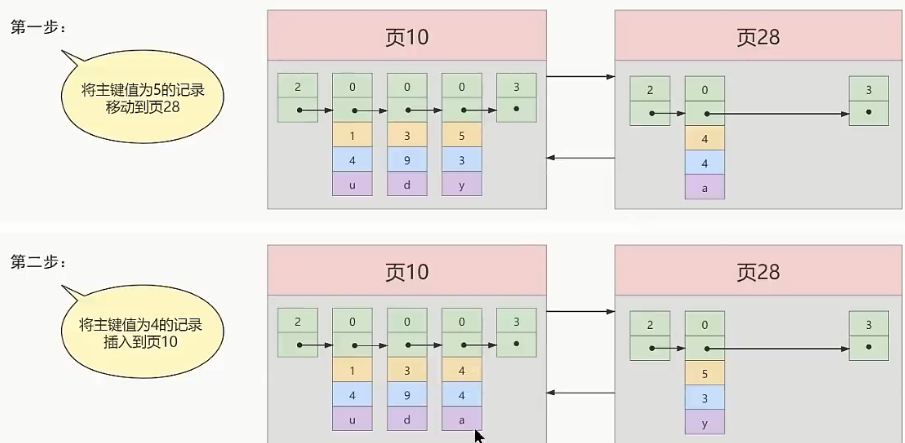 第一步:
将主键值为5的记录
移动到页28
页10
2 0 0 0 3
1 3 5
4 9 3
u d y
页28
2 0 3
4
4
a
第二步:
将主键值为4的记录
插入到页10
页10
2 0 0 0 3
1 3 4
4 9 4
u d a
页28
2 0 3
5
3
y